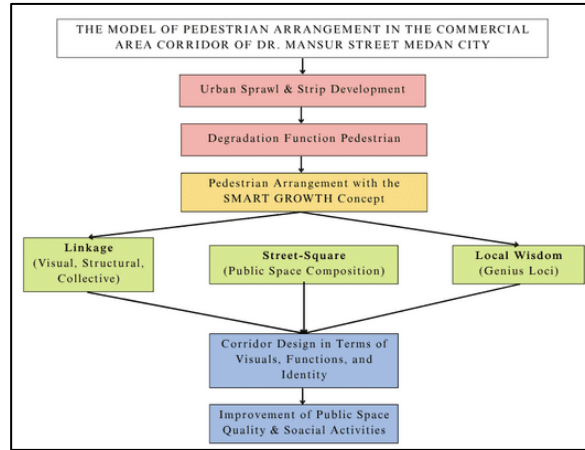 THE MODEL OF PEDESTRIAN ARRANGEMENT IN THE COMMERCIAL
AREA CORRIDOR OF DR. MANSUR STREET MEDAN CITY
Urban Sprawl & Strip Development
Degradation Function Pedestrian
Pedestrian Arrangement with the
SMART GROWTH Concept
Linkage
(Visual, Structural,
Collective)
Street-Square
(Public Space Composition)
Local Wisdom
(Genius Loci)
Corridor Design in Terms of
Visuals, Functions, and
Identity
Improvement of Public Space
Quality & Soacial Activities